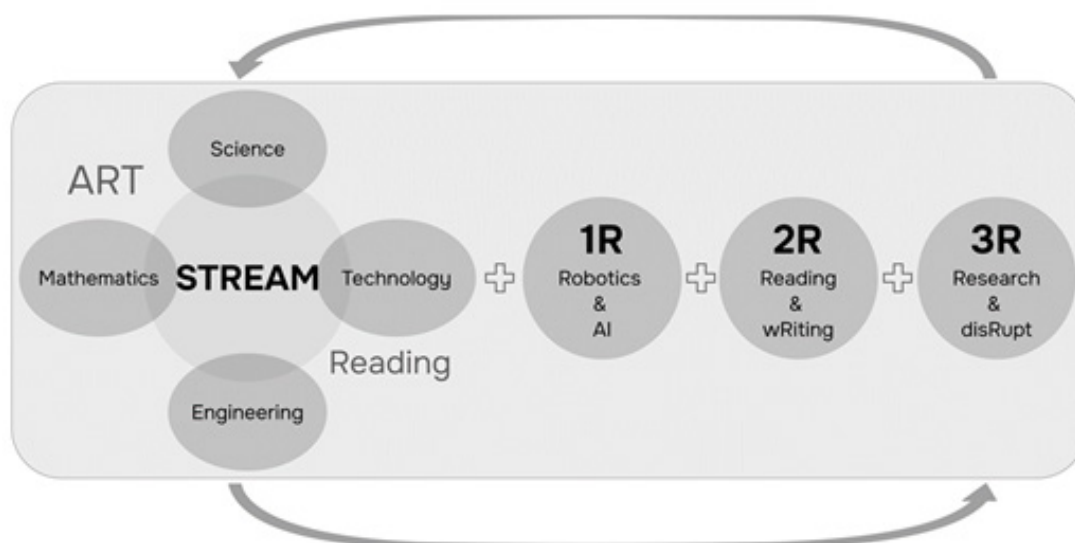 Science
ART
Mathematics
STREAM
Technology
Reading
Engineering
1R
Robotics
&
AI
2R
Reading
&
wRiting
3R
Research
&
disRupt